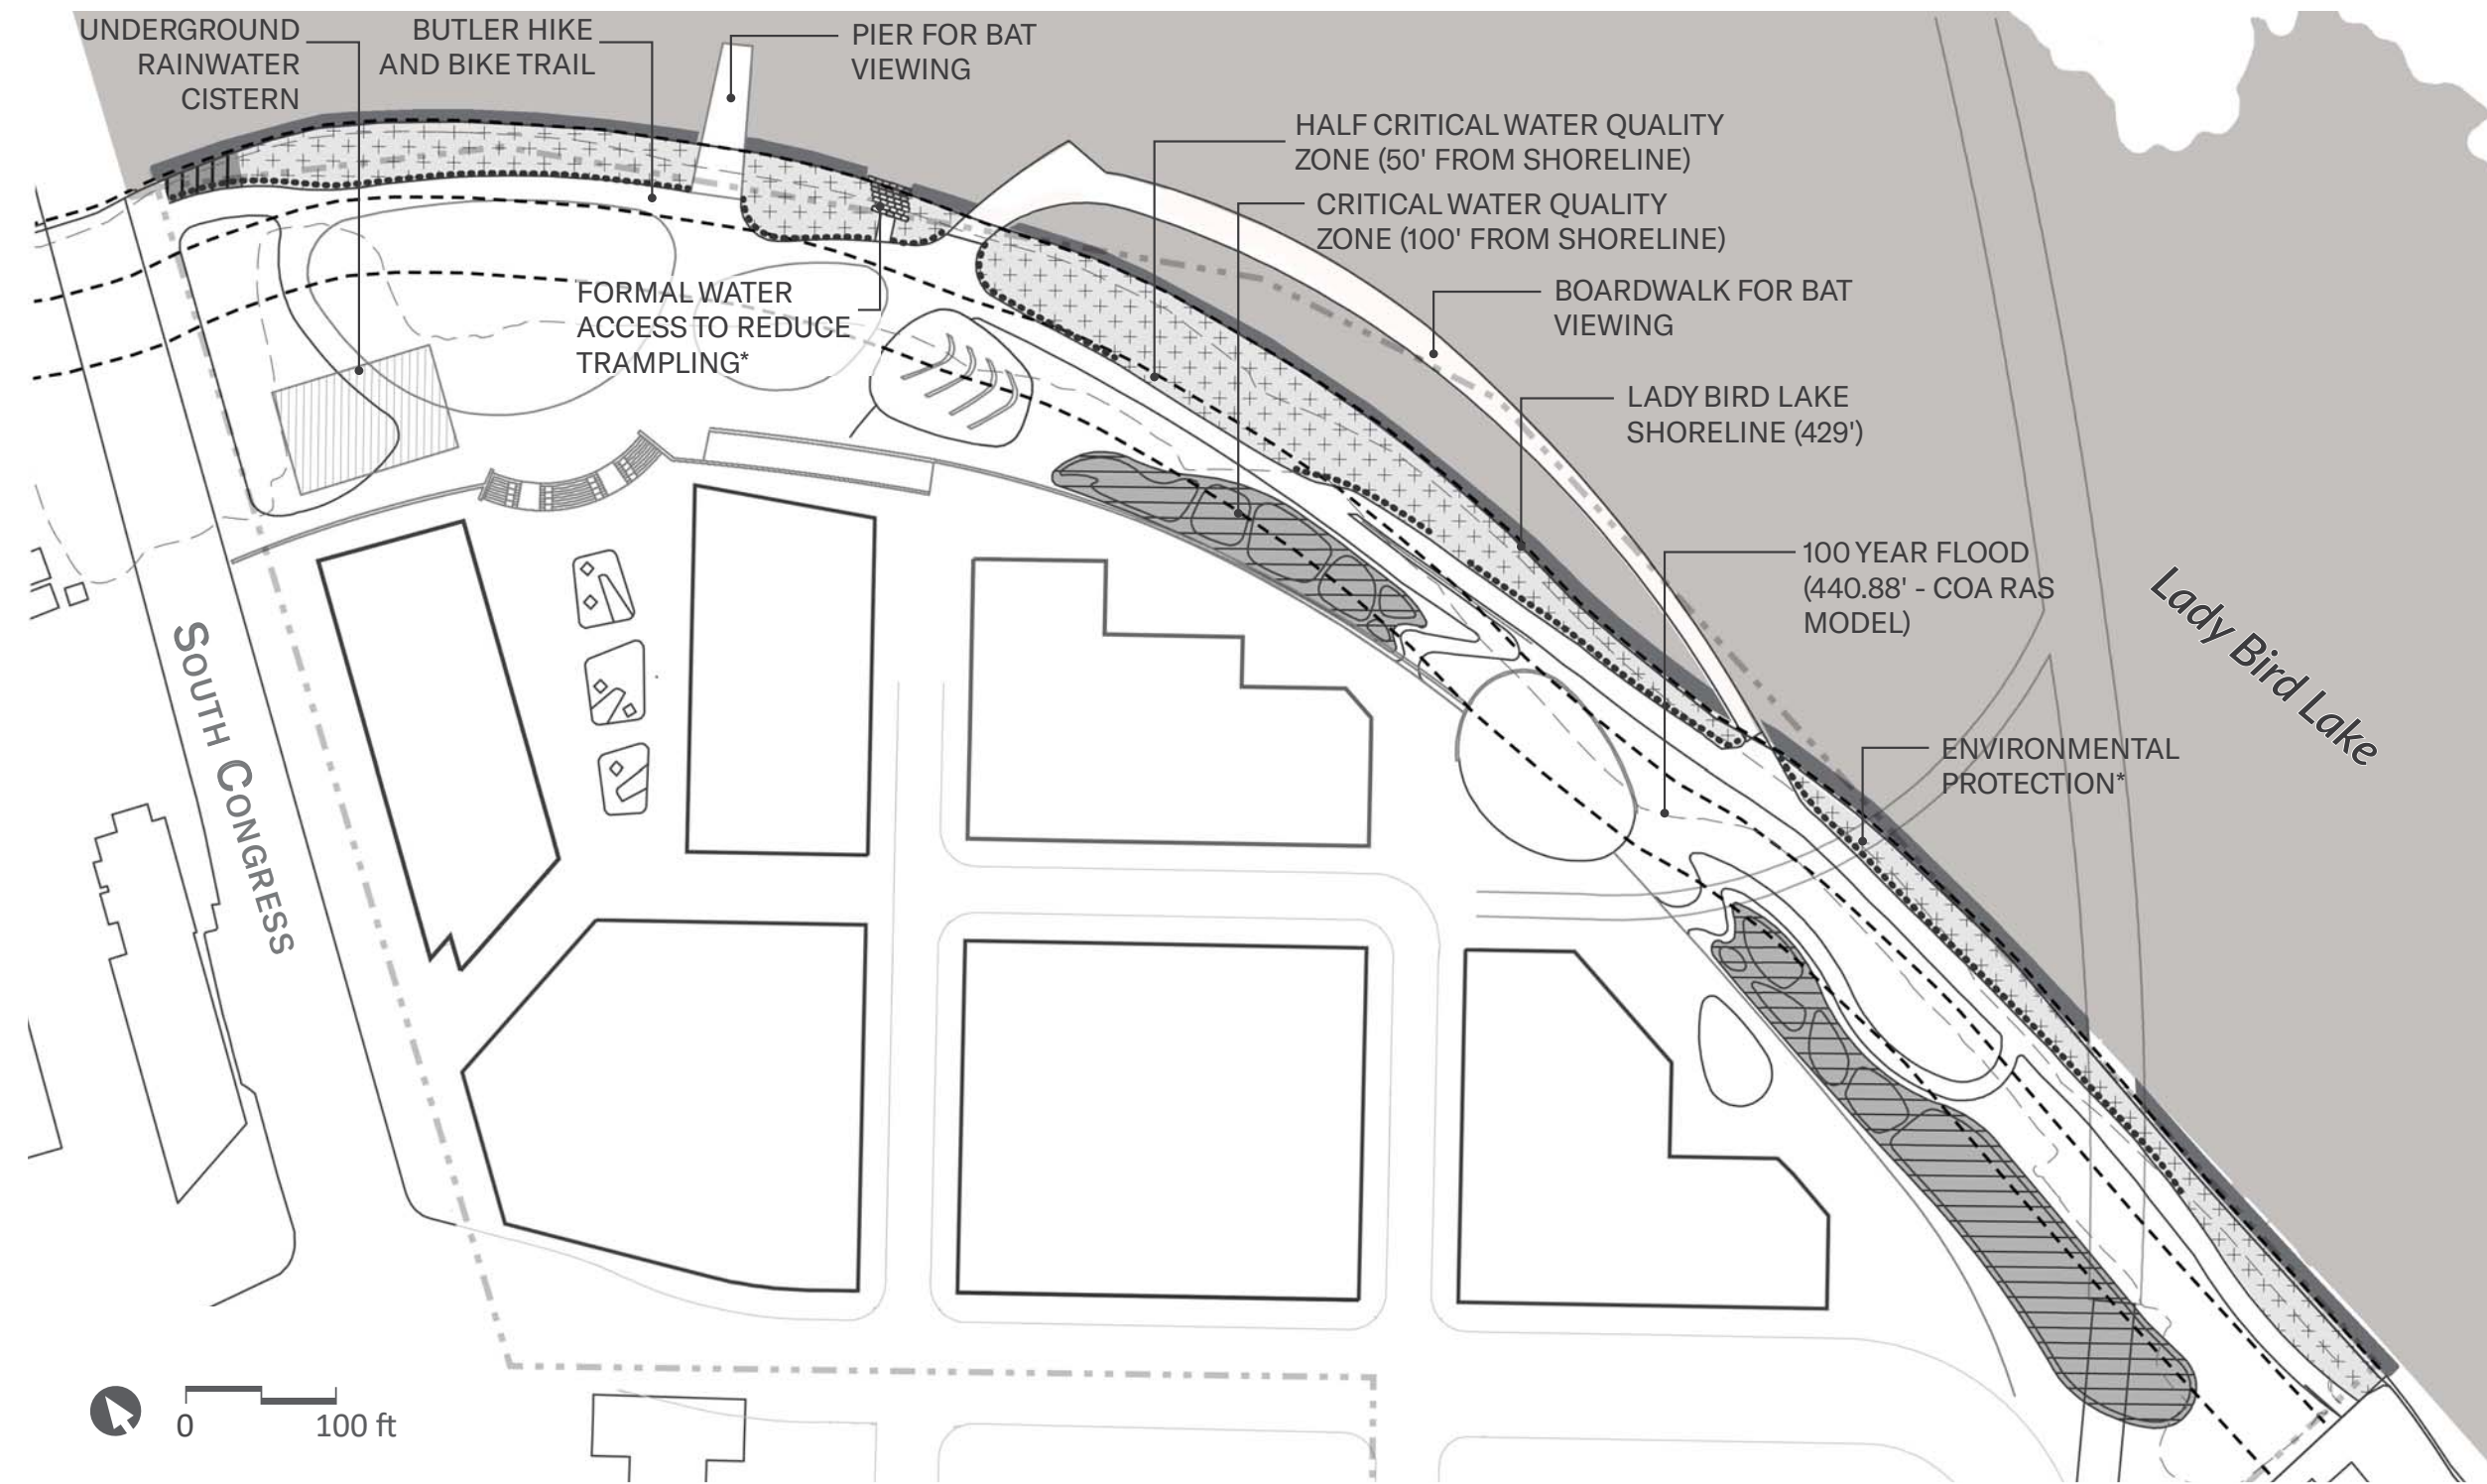 UNDERGROUND
RAINWATER
CISTERN
BUTLER HIKE
AND BIKE TRAIL
PIER FOR BAT
VIEWING
HALF CRITICAL WATER QUALITY
ZONE (50' FROM SHORELINE)
CRITICAL WATER QUALITY
ZONE (100' FROM SHORELINE)
FORMAL WATER
ACCESS TO REDUCE
TRAMPLING*
BOARDWALK FOR BAT
VIEWING
LADY BIRD LAKE
SHORELINE (429')
100 YEAR FLOOD
(440.88' - COA RAS
MODEL)
Lady Bird Lake
ENVIRONMENTAL
PROTECTION*
SOUTH CONGRESS
0 100 ft